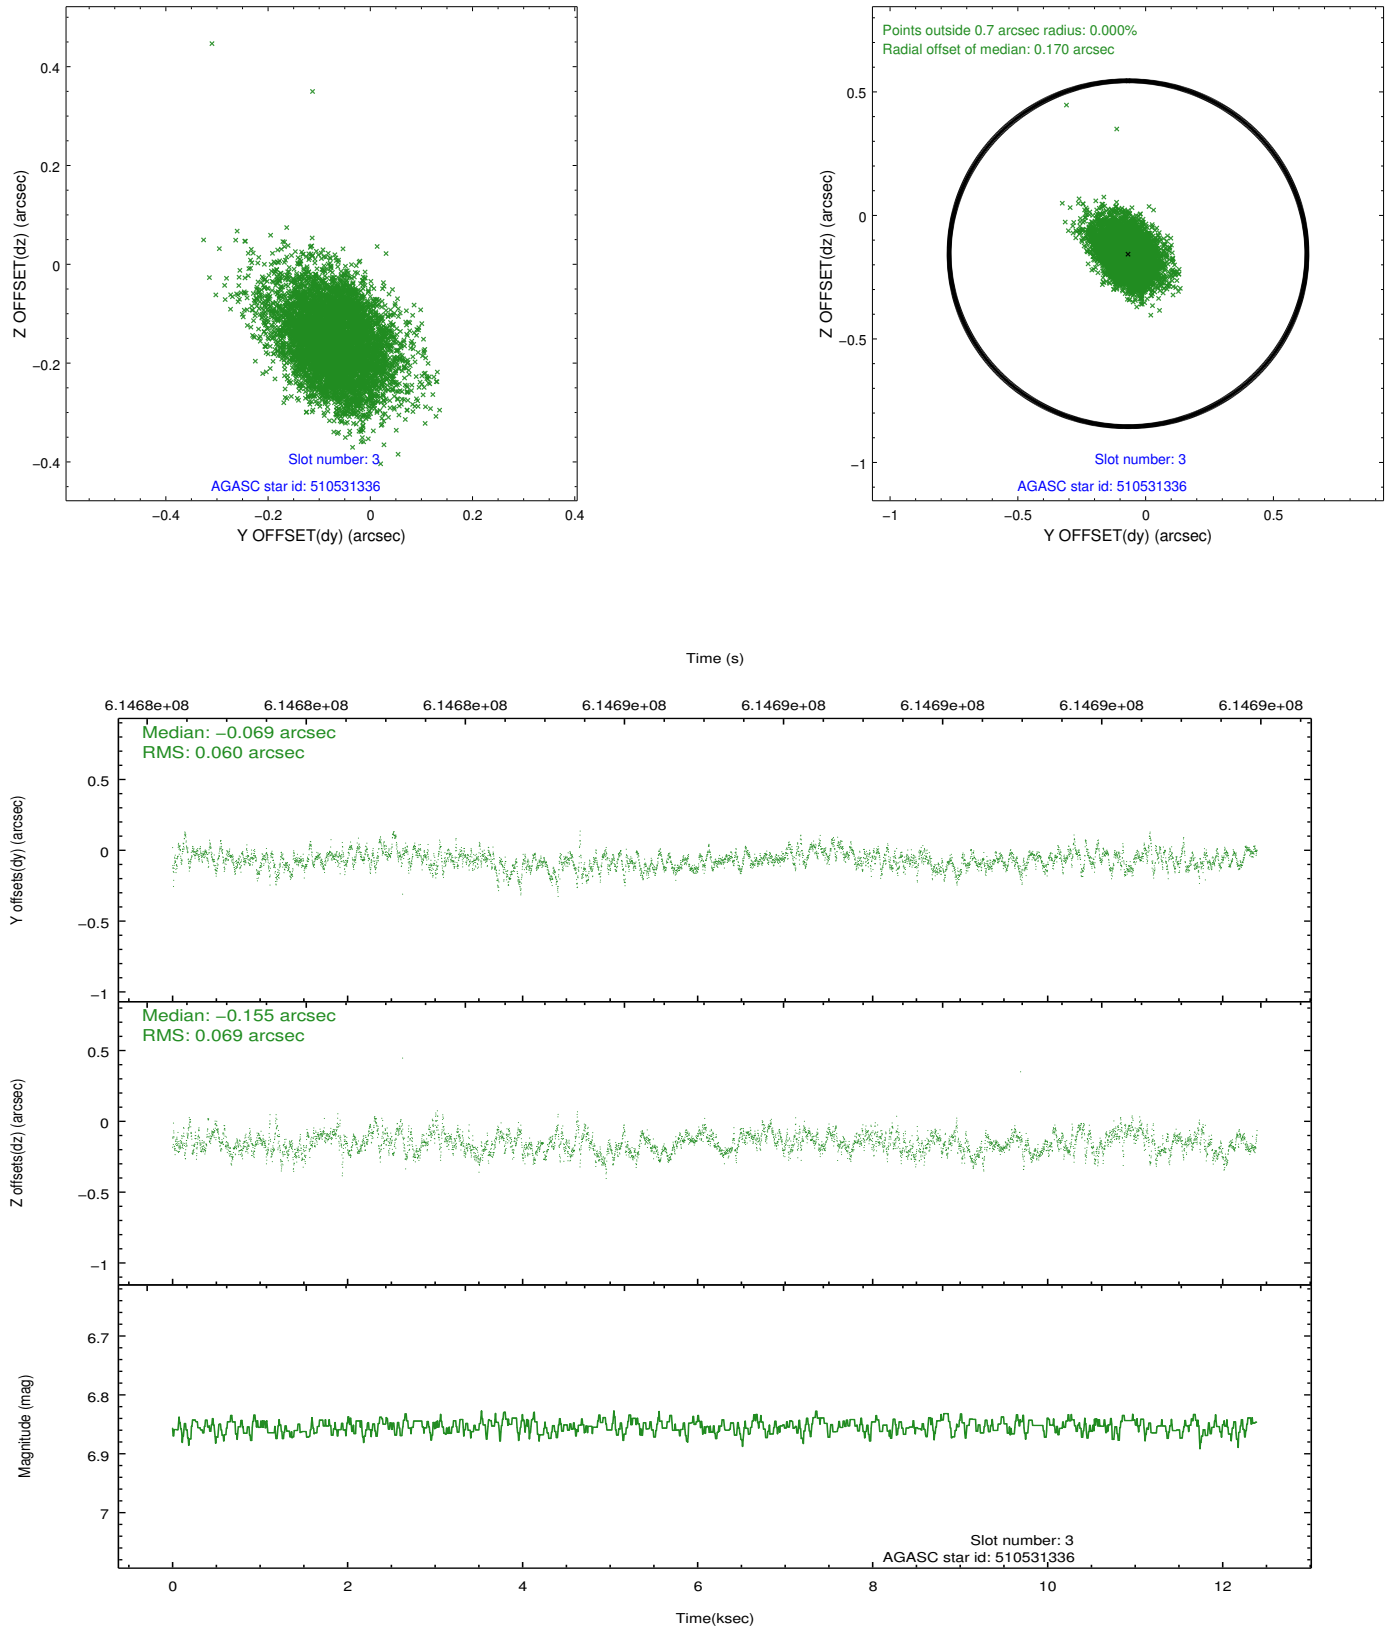 0.4
0.2
0
−0.2
−0.4
Z OFFSET(dz) (arcsec)
Slot number: 3
AGASC star id: 510531336
−0.4 −0.2 0 0.2 0.4
Y OFFSET(dy) (arcsec)
Points outside 0.7 arcsec radius: 0.000%
Radial offset of median: 0.170 arcsec
0.5
0
−0.5
−1
Z OFFSET(dz) (arcsec)
Slot number: 3
AGASC star id: 510531336
−1 −0.5 0 0.5
Y OFFSET(dy) (arcsec)
Time (s)
6.1468e+08 6.1468e+08 6.1468e+08 6.1469e+08 6.1469e+08 6.1469e+08 6.1469e+08 6.1469e+08
Median: −0.069 arcsec
RMS: 0.060 arcsec
0.5
0
−0.5
−1
Y offsets(dy) (arcsec)
Median: −0.155 arcsec
RMS: 0.069 arcsec
0.5
0
−0.5
−1
Z offsets(dz) (arcsec)
6.7
6.8
6.9
7
Magnitude (mag)
Slot number: 3
AGASC star id: 510531336
0 2 4 6 8 10 12
Time(ksec)